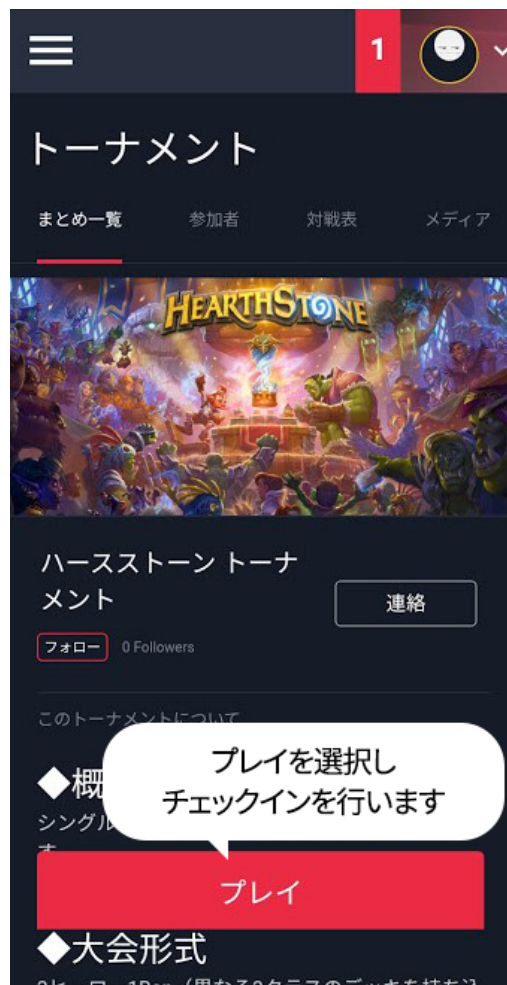 1
トーナメント
まとめ一覧 参加者 対戦表 メディア
HEARTHSTONE
ハースストーン トーナ
メント
連絡
フォロー 0 Followers
このトーナメントについて
プレイを選択し
チェックインを行います
◆概
シングル
す
プレイ
◆大会形式